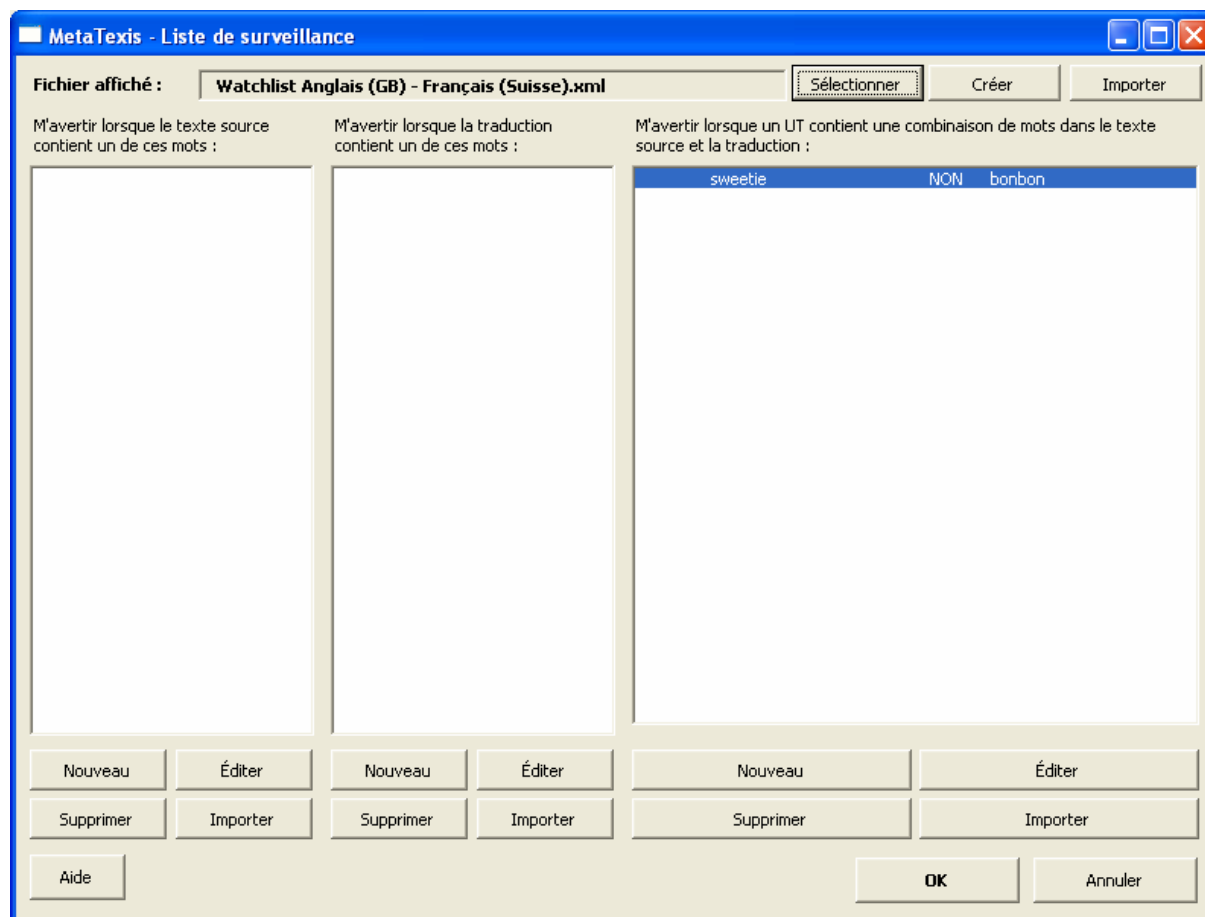 MetaTexis - Liste de surveillance
Fichier affiché :
Watchlist Anglais (GB) - Français (Suisse).xml
Sélectionner
Créer
Importer
M'avertir lorsque le texte source
contient un de ces mots :
M'avertir lorsque la traduction
contient un de ces mots :
M'avertir lorsque un UT contient une combinaison de mots dans le texte
source et la traduction :
sweetie NON bonbon
Nouveau
Éditer
Nouveau
Éditer
Nouveau
Éditer
Supprimer
Importer
Supprimer
Importer
Supprimer
Importer
Aide
OK
Annuler